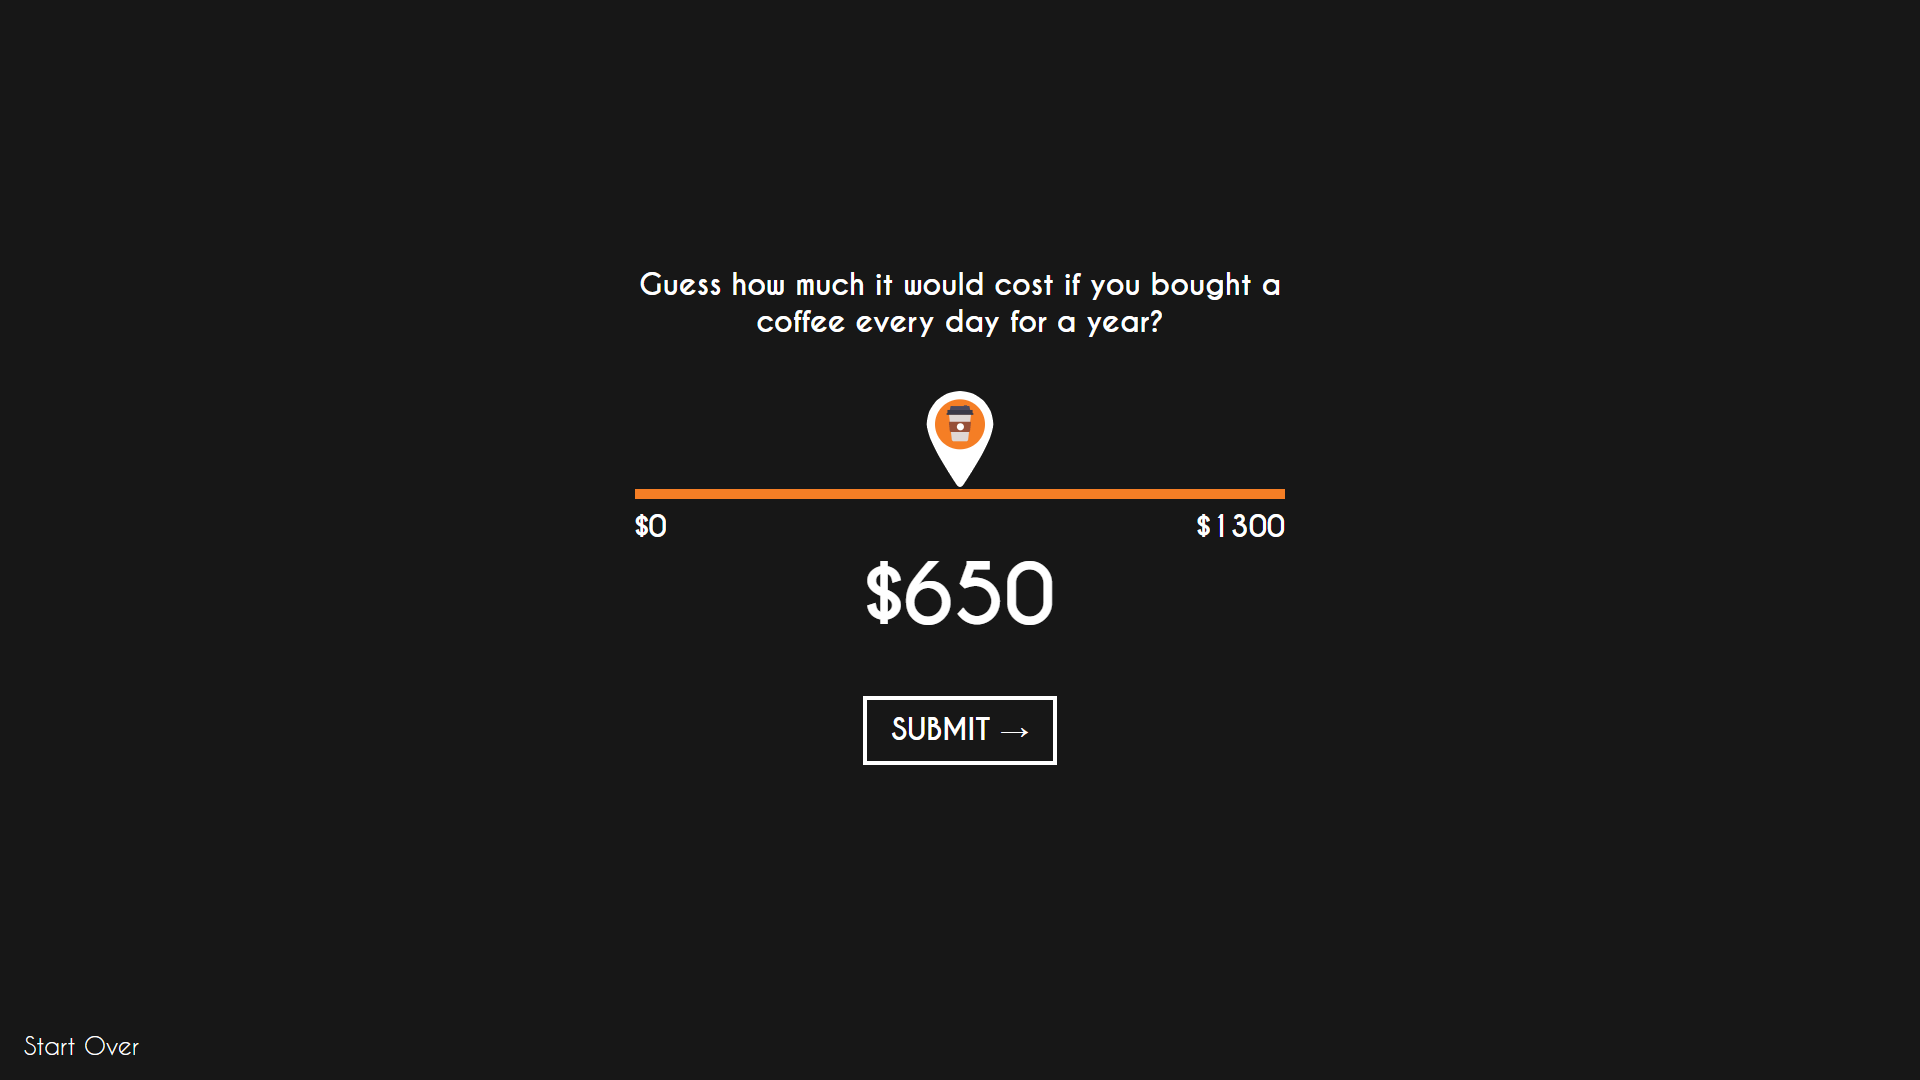 Guess how much it would cost if you bought a
coffee every day for a year?
$0
$1300
$650
SUBMIT →
Start Over